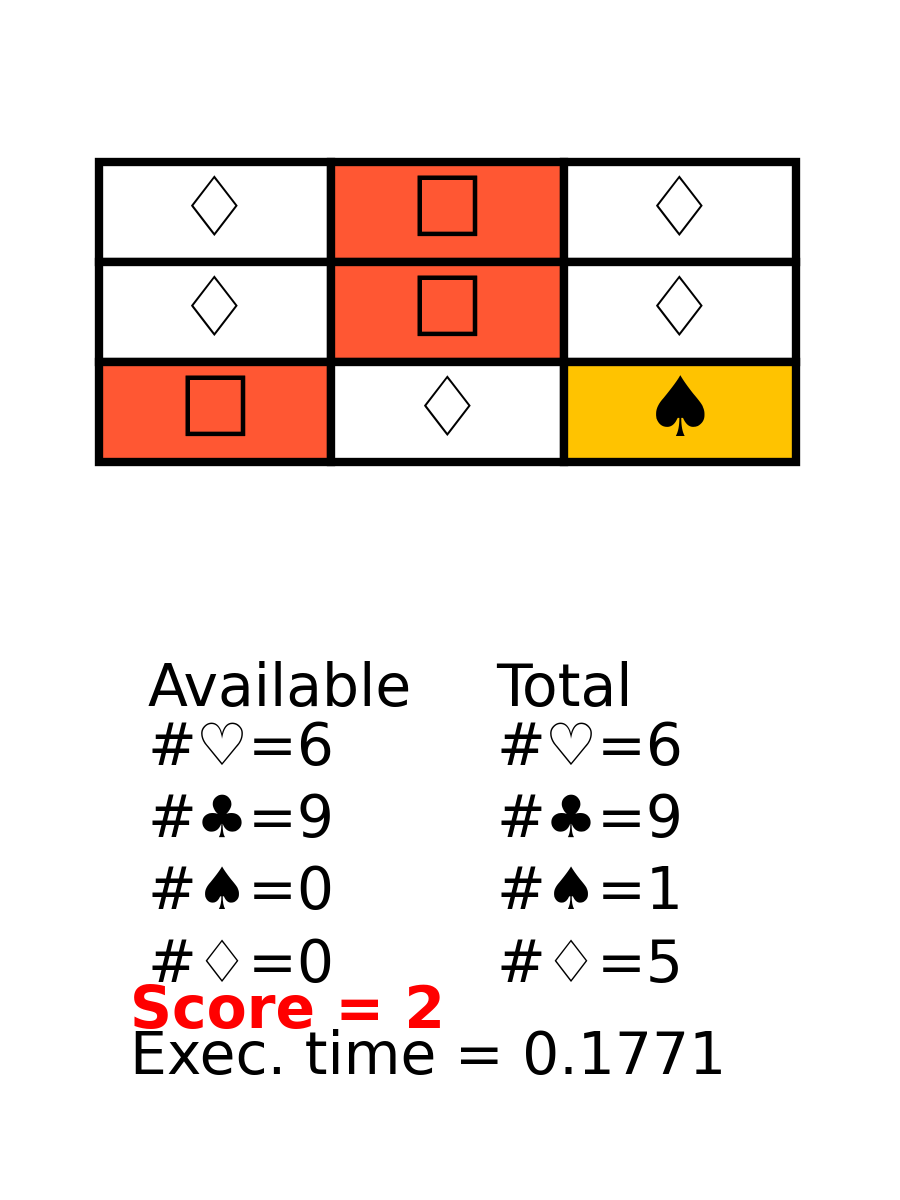 ♢ □ ♢
♢ □ ♢
□ ♢ ♠
Available Total
#♡=6 #♡=6
#♣=9 #♣=9
#♠=0 #♠=1
#♢=0 #♢=5
Score = 2
Exec. time = 0.1771